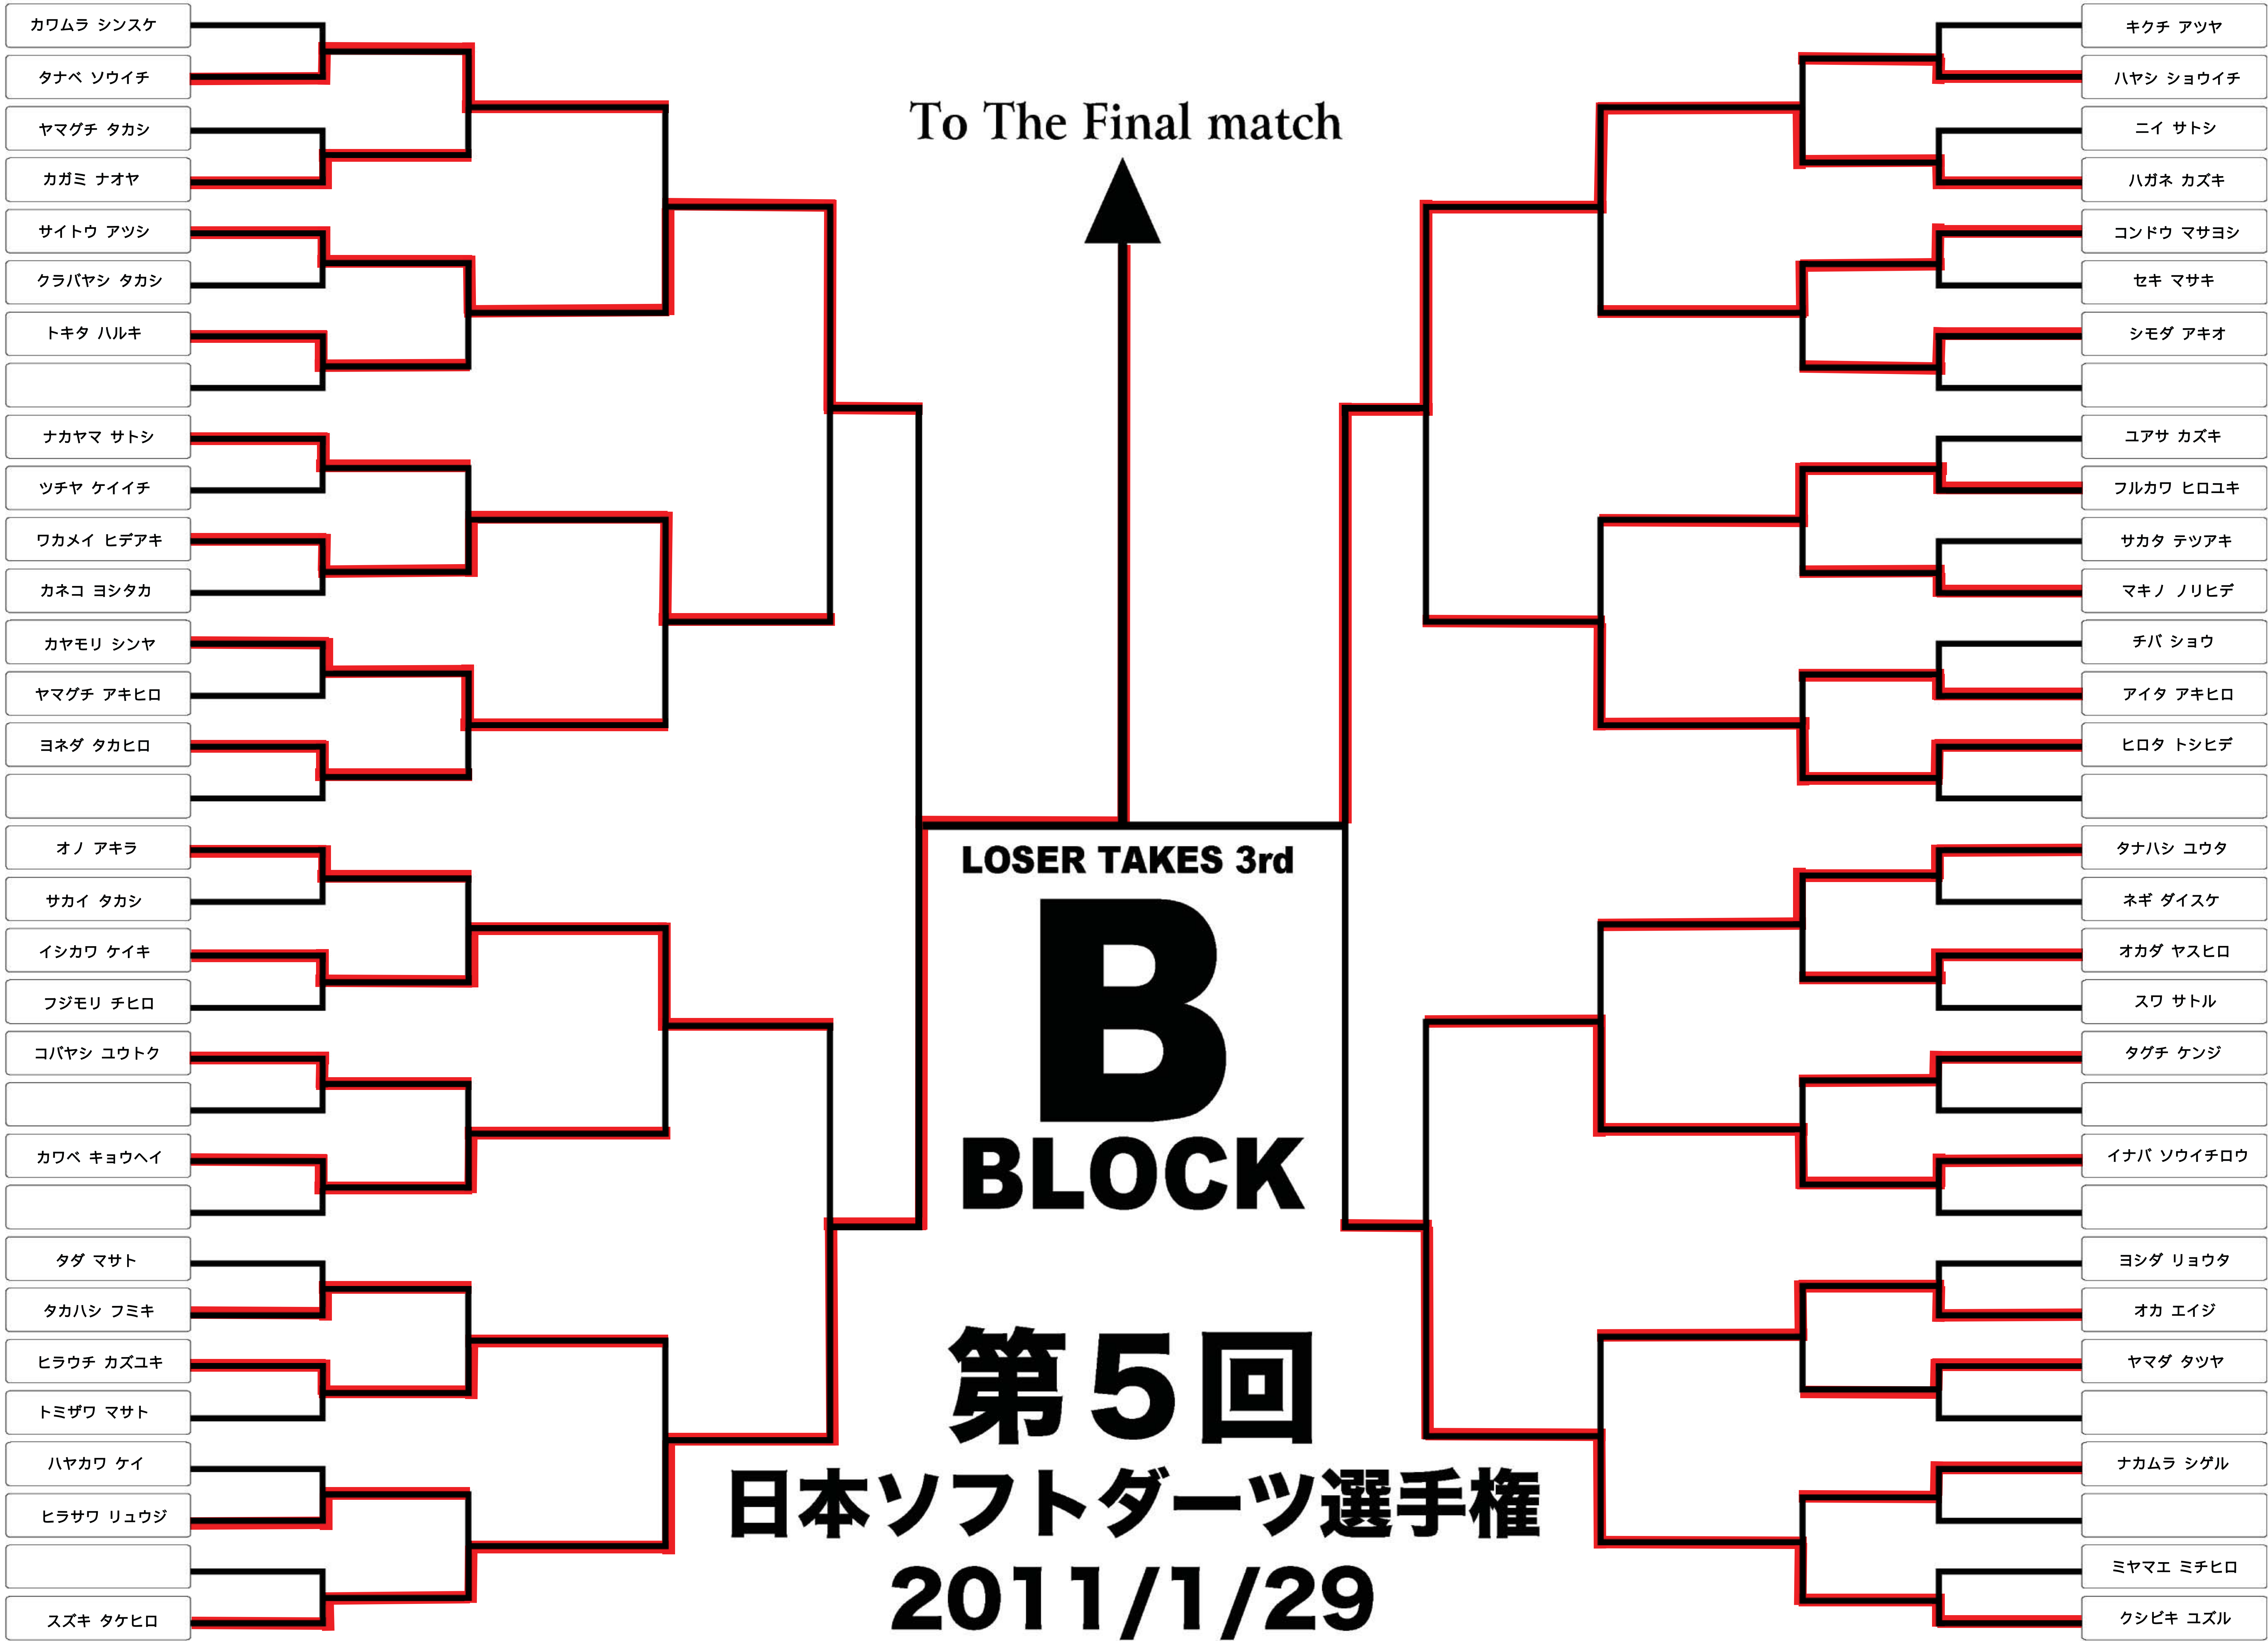 カワムラ シンスケ
タナベ ソウイチ
ヤマグチ タカシ
カガミ ナオヤ
サイトウ アツシ
クラバヤシ タカシ
トキタ ハルキ
ナカヤマ サトシ
ツチヤ ケイイチ
ワカメイ ヒデアキ
カネコ ヨシタカ
カヤモリ シンヤ
ヤマグチ アキヒロ
ヨネダ タカヒロ
オノ アキラ
サカイ タカシ
イシカワ ケイキ
フジモリ チヒロ
コバヤシ ユウトク
カワベ キョウヘイ
タダ マサト
タカハシ フミキ
ヒラウチ カズユキ
トミザワ マサト
ハヤカワ ケイ
ヒラサワ リュウジ
スズキ タケヒロ
To The Final match
LOSER TAKES 3rd
B
BLOCK
第5回
日本ソフトダーツ選手権
2011/1/29
キクチ アツヤ
ハヤシ ショウイチ
ニイ サトシ
ハガネ カズキ
コンドウ マサヨシ
セキ マサキ
シモダ アキオ
ユアサ カズキ
フルカワ ヒロユキ
サカタ テツアキ
マキノ ノリヒデ
チバ ショウ
アイタ アキヒロ
ヒロタ トシヒデ
タナハシ ユウタ
ネギ ダイスケ
オカダ ヤスヒロ
スワ サトル
タグチ ケンジ
イナバ ソウイチロウ
ヨシダ リョウタ
オカ エイジ
ヤマダ タツヤ
ナカムラ シゲル
ミヤマエ ミチヒロ
クシビキ ユズル